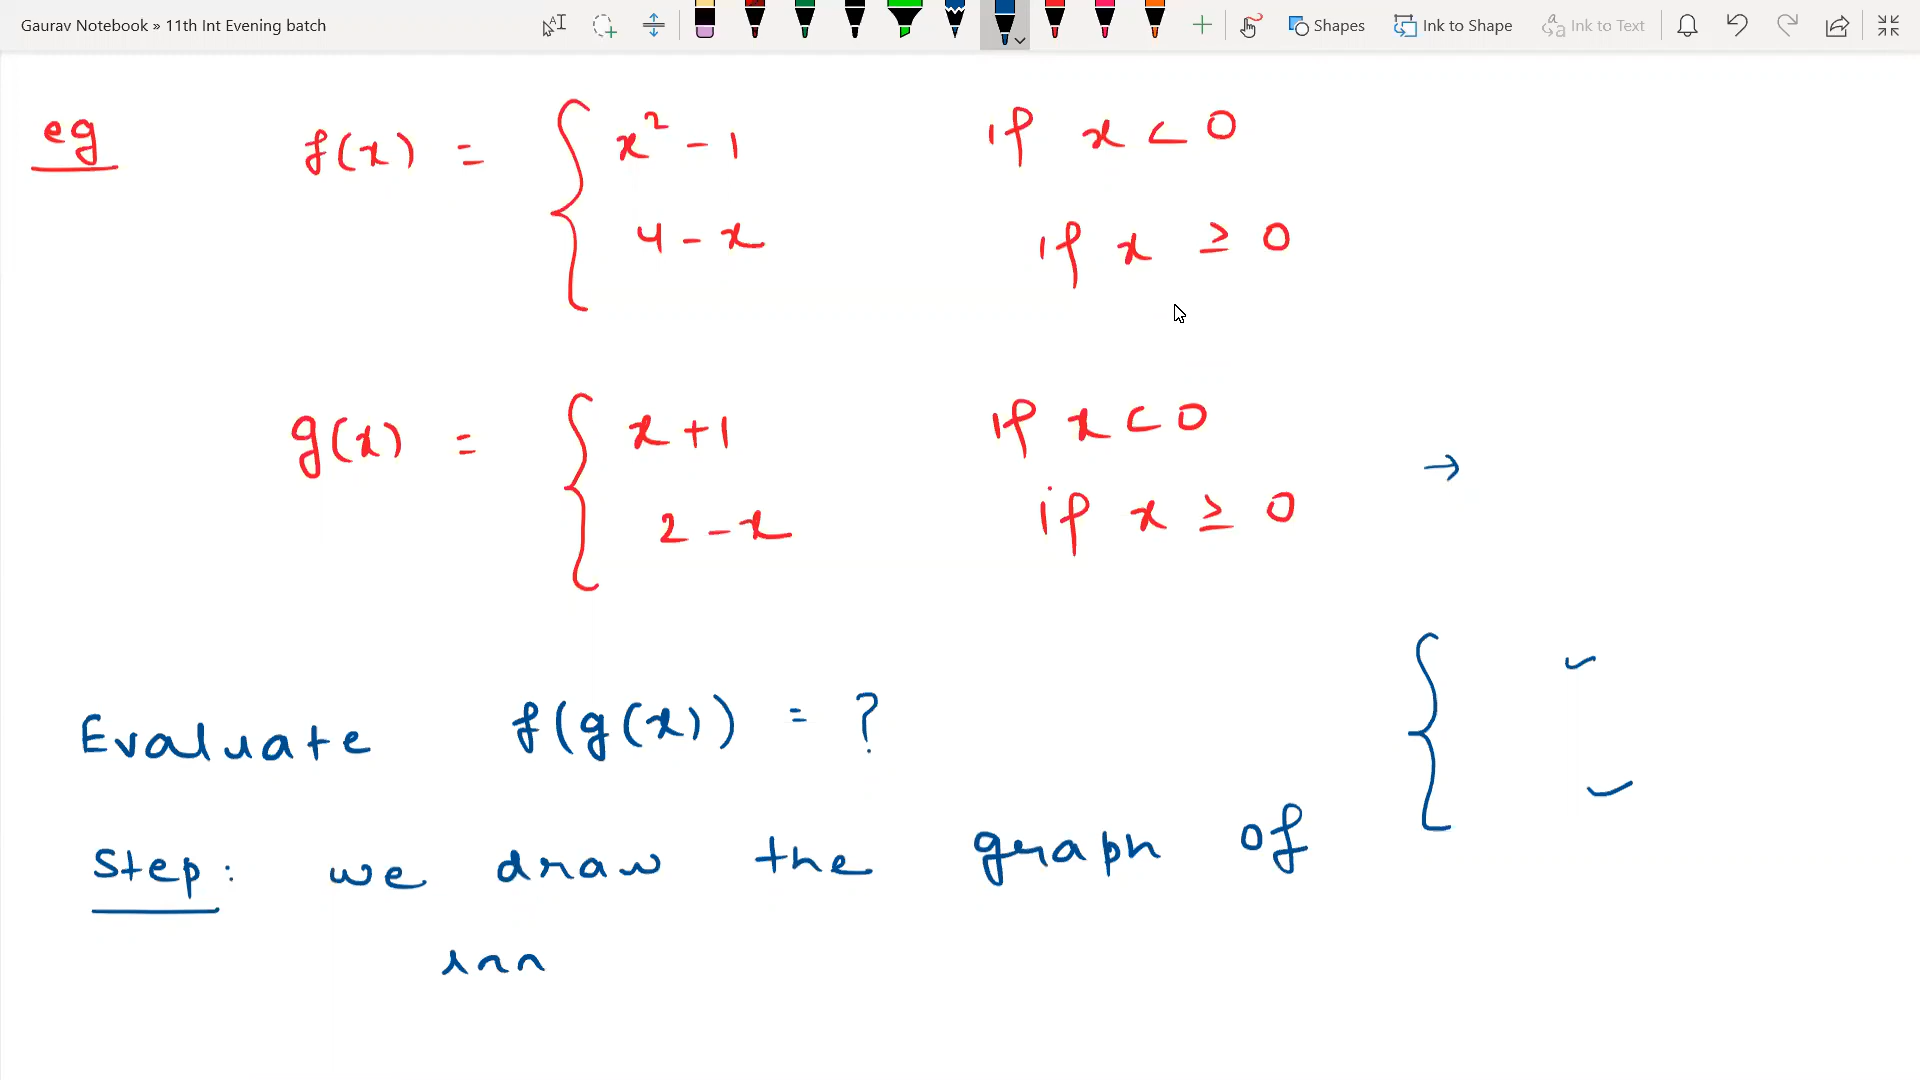 Gaurav Notebook » 11th Int Evening batch
Shapes
Ink to Shape
Ink to Text
eg f(x) = { x² - 1 if x < 0
4 - x if x ≥ 0
g(x) = { x + 1 if x < 0
2 - x if x ≥ 0 →
Evaluate f(g(x)) = ?
Step: we draw the graph of
inn